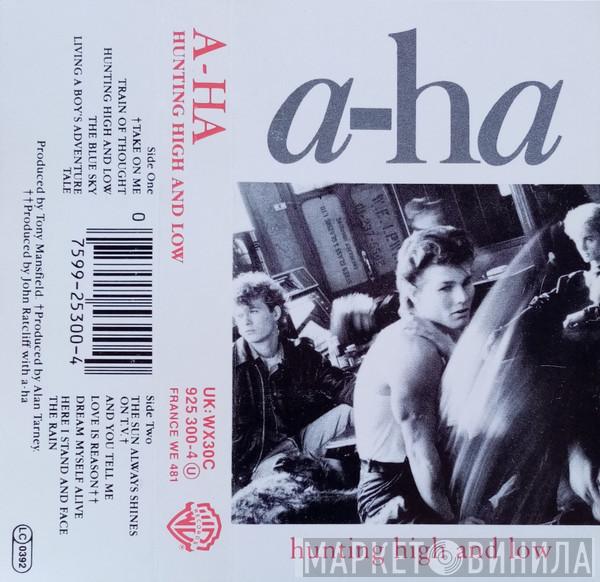 a-ha
hunting high and low
A-HA
HUNTING HIGH AND LOW
UK: WX30C
925 300-4 U
FRANCE WE 481
WB
RECORDS
Side One
†TAKE ON ME
TRAIN OF THOUGHT
HUNTING HIGH AND LOW
THE BLUE SKY
LIVING A BOY'S ADVENTURE
TALE
0
7599-25300-4
Side Two
THE SUN ALWAYS SHINES
ON T.V.†
AND YOU TELL ME
LOVE IS REASON††
DREAM MYSELF ALIVE
HERE I STAND AND FACE
THE RAIN
Produced by Tony Mansfield. †Produced by Alan Tarney.
††Produced by John Ratcliff with a-ha
LC 0392
МАРКЕТ ВИНИЛА